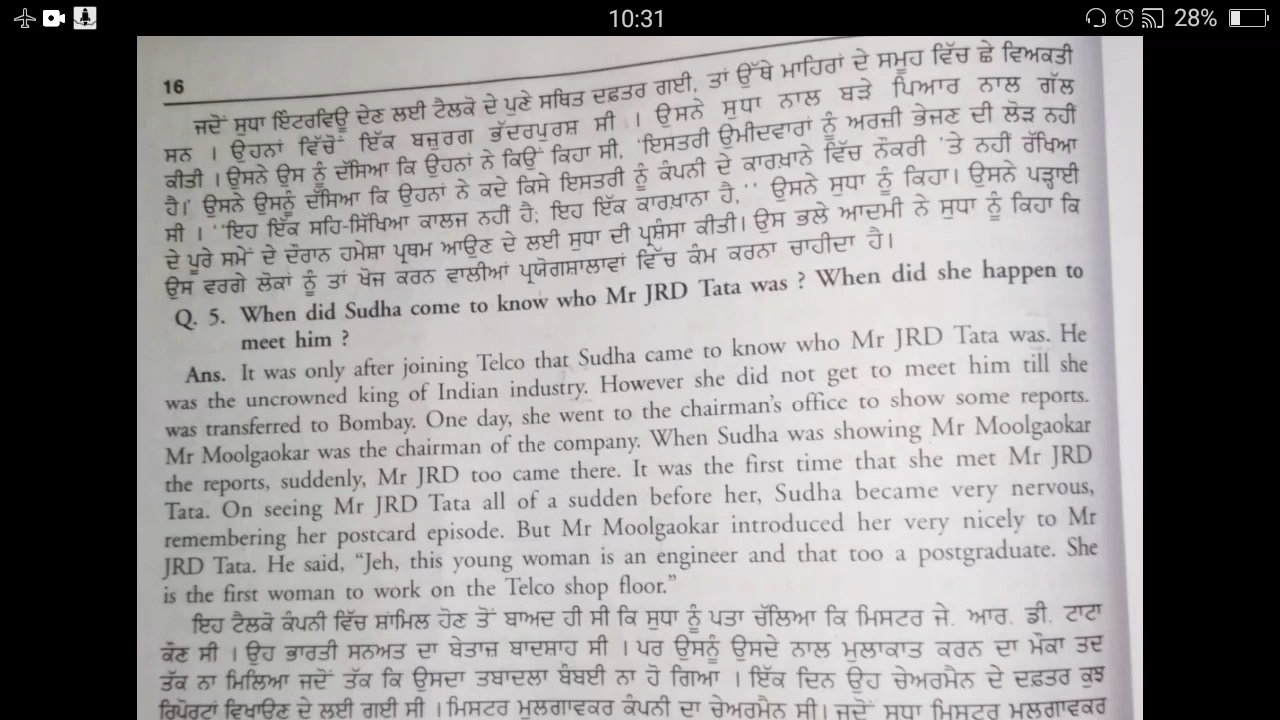 10:31
28%
16
ਜਦੋਂ ਸੁਧਾ ਇੰਟਰਵਿਊ ਦੇਣ ਲਈ ਟੈਲਕੋ ਦੇ ਪੁਣੇ ਸਥਿਤ ਦਫ਼ਤਰ ਗਈ, ਤਾਂ ਉੱਥੇ ਮਾਹਿਰਾਂ ਦੇ ਸਮੂਹ ਵਿੱਚ ਛੇ ਵਿਅਕਤੀ
ਸਨ । ਉਹਨਾਂ ਵਿੱਚੋਂ ਇੱਕ ਬਜ਼ੁਰਗ ਭੱਦਰਪੁਰਸ਼ ਸੀ । ਉਸਨੇ ਸੁਧਾ ਨਾਲ ਬੜੇ ਪਿਆਰ ਨਾਲ ਗੱਲ
ਕੀਤੀ । ਉਸਨੇ ਉਸ ਨੂੰ ਦੱਸਿਆ ਕਿ ਉਹਨਾਂ ਨੇ ਕਿਉਂ ਕਿਹਾ ਸੀ, 'ਇਸਤਰੀ ਉਮੀਦਵਾਰਾਂ ਨੂੰ ਅਰਜ਼ੀ ਭੇਜਣ ਦੀ ਲੋੜ ਨਹੀਂ
ਹੈ।' ਉਸਨੇ ਉਸਨੂੰ ਦੱਸਿਆ ਕਿ ਉਹਨਾਂ ਨੇ ਕਦੇ ਕਿਸੇ ਇਸਤਰੀ ਨੂੰ ਕੰਪਨੀ ਦੇ ਕਾਰਖ਼ਾਨੇ ਵਿੱਚ ਨੌਕਰੀ 'ਤੇ ਨਹੀਂ ਰੱਖਿਆ
ਸੀ । ''ਇਹ ਇੱਕ ਸਹਿ-ਸਿੱਖਿਆ ਕਾਲਜ ਨਹੀਂ ਹੈ; ਇਹ ਇੱਕ ਕਾਰਖ਼ਾਨਾ ਹੈ,'' ਉਸਨੇ ਸੁਧਾ ਨੂੰ ਕਿਹਾ। ਉਸਨੇ ਪੜ੍ਹਾਈ
ਦੇ ਪੂਰੇ ਸਮੇਂ ਦੇ ਦੌਰਾਨ ਹਮੇਸ਼ਾ ਪ੍ਰਥਮ ਆਉਣ ਦੇ ਲਈ ਸੁਧਾ ਦੀ ਪ੍ਰਸ਼ੰਸਾ ਕੀਤੀ। ਉਸ ਭਲੇ ਆਦਮੀ ਨੇ ਸੁਧਾ ਨੂੰ ਕਿਹਾ ਕਿ
ਉਸ ਵਰਗੇ ਲੋਕਾਂ ਨੂੰ ਤਾਂ ਖੋਜ ਕਰਨ ਵਾਲੀਆਂ ਪ੍ਰਯੋਗਸ਼ਾਲਾਵਾਂ ਵਿੱਚ ਕੰਮ ਕਰਨਾ ਚਾਹੀਦਾ ਹੈ।
Q. 5. When did Sudha come to know who Mr JRD Tata was ? When did she happen to
meet him ?
Ans. It was only after joining Telco that Sudha came to know who Mr JRD Tata was. He
was the uncrowned king of Indian industry. However she did not get to meet him till she
was transferred to Bombay. One day, she went to the chairman's office to show some reports.
Mr Moolgaokar was the chairman of the company. When Sudha was showing Mr Moolgaokar
the reports, suddenly, Mr JRD too came there. It was the first time that she met Mr JRD
Tata. On seeing Mr JRD Tata all of a sudden before her, Sudha became very nervous,
remembering her postcard episode. But Mr Moolgaokar introduced her very nicely to Mr
JRD Tata. He said, “Jeh, this young woman is an engineer and that too a postgraduate. She
is the first woman to work on the Telco shop floor.”
ਇਹ ਟੈਲਕੋ ਕੰਪਨੀ ਵਿੱਚ ਸ਼ਾਮਿਲ ਹੋਣ ਤੋਂ ਬਾਅਦ ਹੀ ਸੀ ਕਿ ਸੁਧਾ ਨੂੰ ਪਤਾ ਚੱਲਿਆ ਕਿ ਮਿਸਟਰ ਜੇ. ਆਰ. ਡੀ. ਟਾਟਾ
ਕੌਣ ਸੀ । ਉਹ ਭਾਰਤੀ ਸਨਅਤ ਦਾ ਬੇਤਾਜ਼ ਬਾਦਸ਼ਾਹ ਸੀ । ਪਰ ਉਸਨੂੰ ਉਸਦੇ ਨਾਲ ਮੁਲਾਕਾਤ ਕਰਨ ਦਾ ਮੌਕਾ ਤਦ
ਤੱਕ ਨਾ ਮਿਲਿਆ ਜਦੋਂ ਤੱਕ ਕਿ ਉਸਦਾ ਤਬਾਦਲਾ ਬੰਬਈ ਨਾ ਹੋ ਗਿਆ । ਇੱਕ ਦਿਨ ਉਹ ਚੇਅਰਮੈਨ ਦੇ ਦਫ਼ਤਰ ਕੁਝ
ਰਿਪੋਰਟਾਂ ਵਿਖਾਉਣ ਦੇ ਲਈ ਗਈ ਸੀ । ਮਿਸਟਰ ਮੂਲਗਾਵਕਰ ਕੰਪਨੀ ਦਾ ਚੇਅਰਮੈਨ ਸੀ। ਜਦੋਂ ਸੁਧਾ ਮਿਸਟਰ ਮੂਲਗਾਵਕਰ